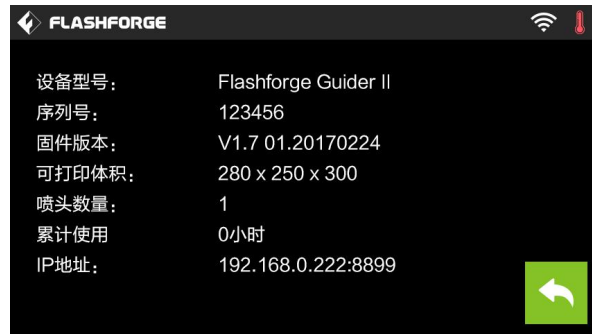 FLASHFORGE
设备型号： Flashforge Guider II
序列号： 123456
固件版本： V1.7 01.20170224
可打印体积： 280 x 250 x 300
喷头数量： 1
累计使用 0小时
IP地址： 192.168.0.222:8899